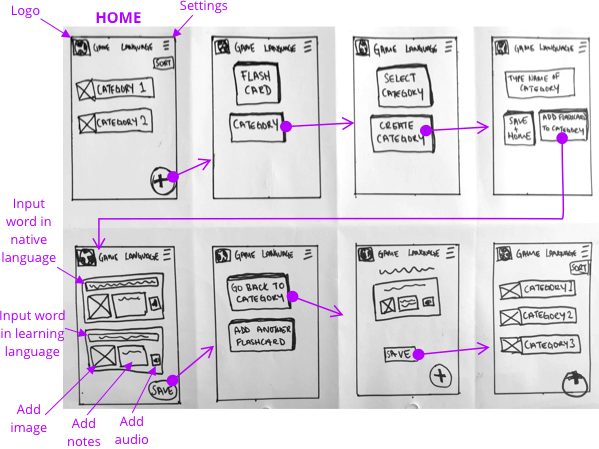 Logo
HOME
Settings
GAME LANGUAGE
SORT
CATEGORY 1
CATEGORY 2
+
GAME LANGUAGE
FLASH
CARD
CATEGORY
GAME LANGUAGE
SELECT
CATEGORY
CREATE
CATEGORY
GAME LANGUAGE
TYPE NAME OF
CATEGORY
SAVE
+
HOME
ADD FLASHCARD
TO CATEGORY
Input
word in
native
language
Input word
in learning
language
Add
image
Add
notes
Add
audio
GAME LANGUAGE
SAVE
GAME LANGUAGE
GO BACK TO
CATEGORY
ADD ANOTHER
FLASHCARD
GAME LANGUAGE
SAVE
+
GAME LANGUAGE
SORT
CATEGORY 1
CATEGORY 2
CATEGORY 3
+